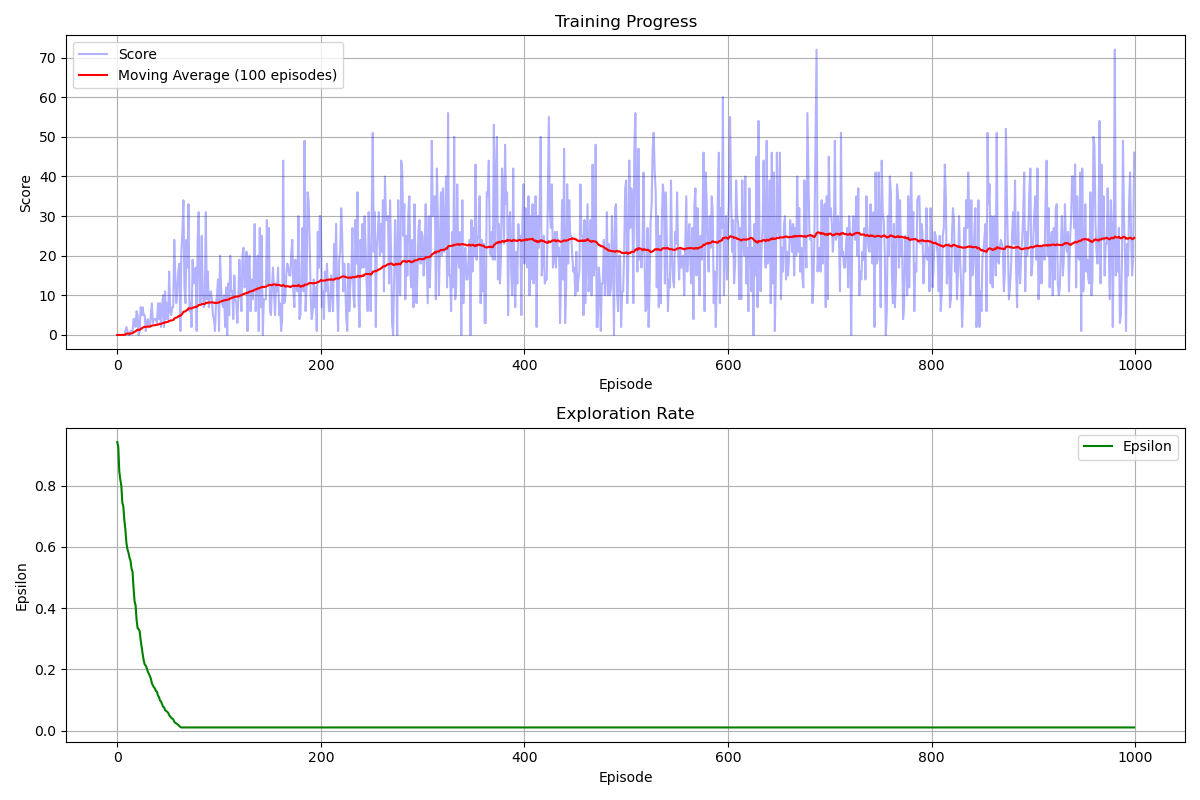 Training Progress
Score
Moving Average (100 episodes)
70
60
50
40
30
20
10
0
Score
0 200 400 600 800 1000
Episode
Exploration Rate
Epsilon
0.8
0.6
0.4
0.2
0.0
Epsilon
0 200 400 600 800 1000
Episode